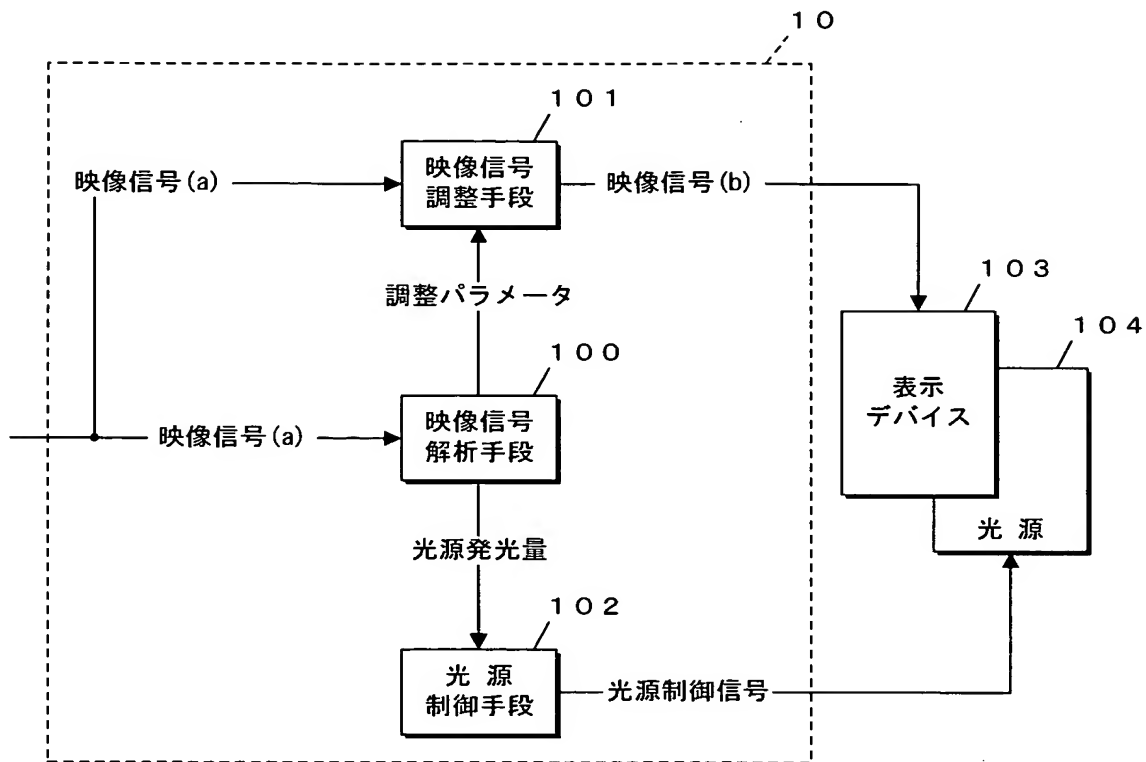 １０
１０１
映像信号(a)
映像信号
調整手段
映像信号(b)
１０３
調整パラメータ
１０４
１００
表示
デバイス
映像信号(a)
映像信号
解析手段
光源
光源発光量
１０２
光源
制御手段
光源制御信号